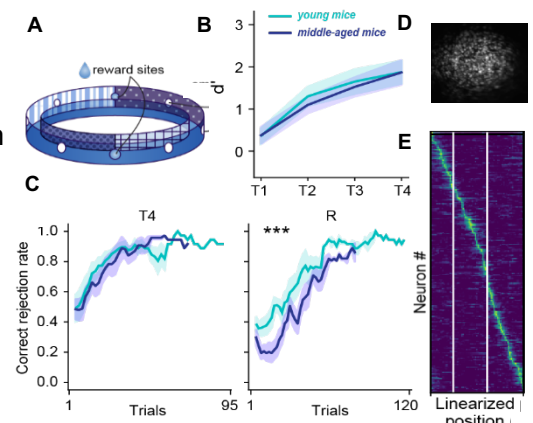 A
B
D
young mice
middle-aged mice
reward sites
d'
3
2
1
0
T1 T2 T3 T4
E
C
T4
R
***
Correct rejection rate
1.0
0.8
0.6
0.4
0.2
0.0
1 Trials 95
1 Trials 120
Neuron #
Linearized
position